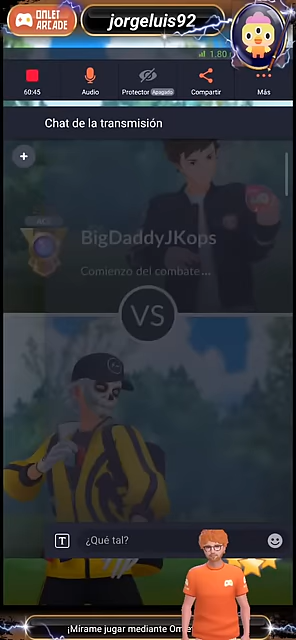 OMLET
ARCADE
jorgeluis92
1,80
60:45
Audio
Protector Apagado
Compartir
Más
Chat de la transmisión
BigDaddyJKops
Comienzo del combate...
VS
T
¿Qué tal?
¡Mírame jugar mediante Omle